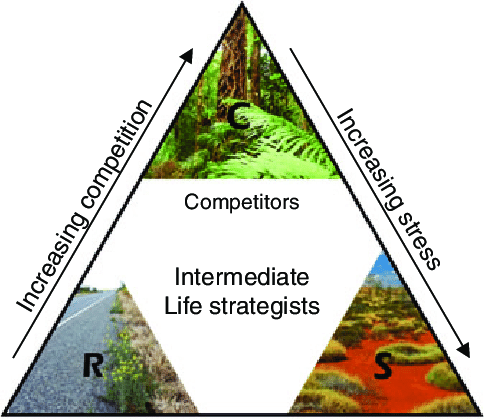 C
Increasing competition
Increasing stress
Competitors
Intermediate
Life strategists
R
S